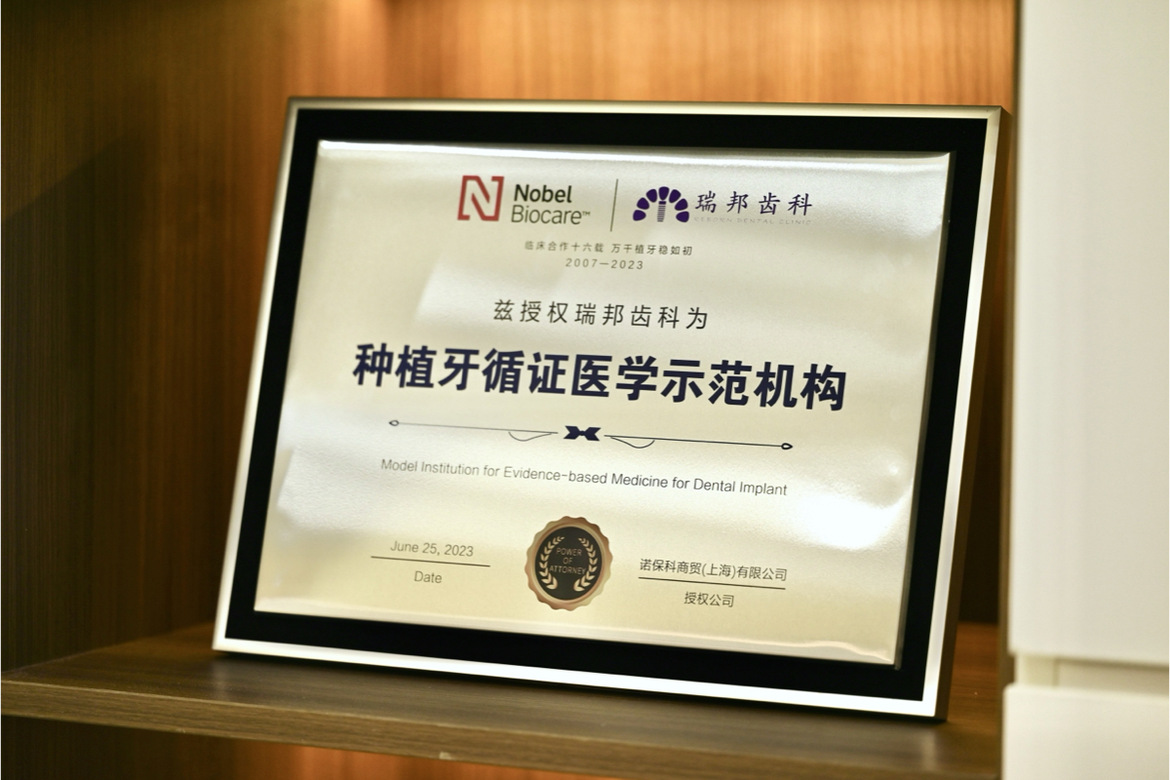 Nobel
Biocare™
瑞邦齿科
临床合作十六载 万千植牙稳如初
2007—2023
兹授权瑞邦齿科为
种植牙循证医学示范机构
Model Institution for Evidence-based Medicine for Dental Implant
June 25, 2023
Date
POWER
OF
ATTORNEY
诺保科商贸(上海)有限公司
授权公司